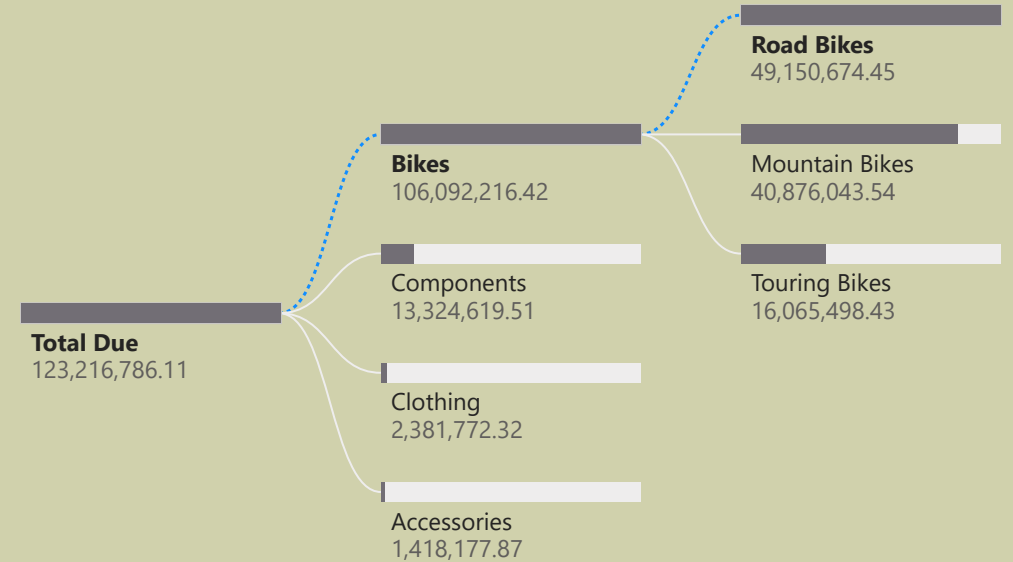 Total Due
123,216,786.11
Bikes
106,092,216.42
Components
13,324,619.51
Clothing
2,381,772.32
Accessories
1,418,177.87
Road Bikes
49,150,674.45
Mountain Bikes
40,876,043.54
Touring Bikes
16,065,498.43